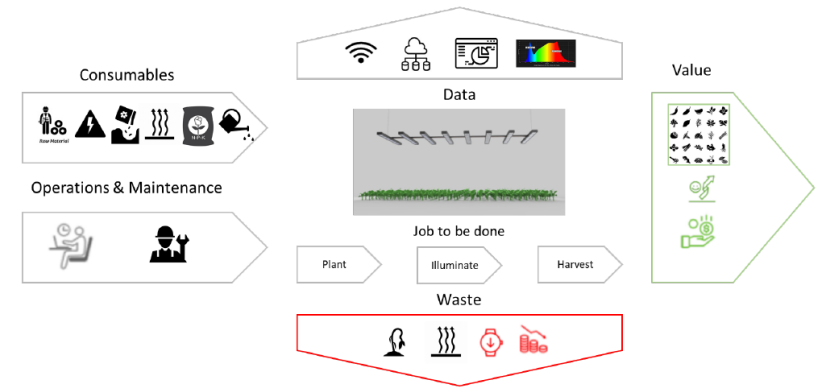 Consumables
Raw Material
N P K
Operations & Maintenance
Data
Job to be done
Plant
Illuminate
Harvest
Waste
Value